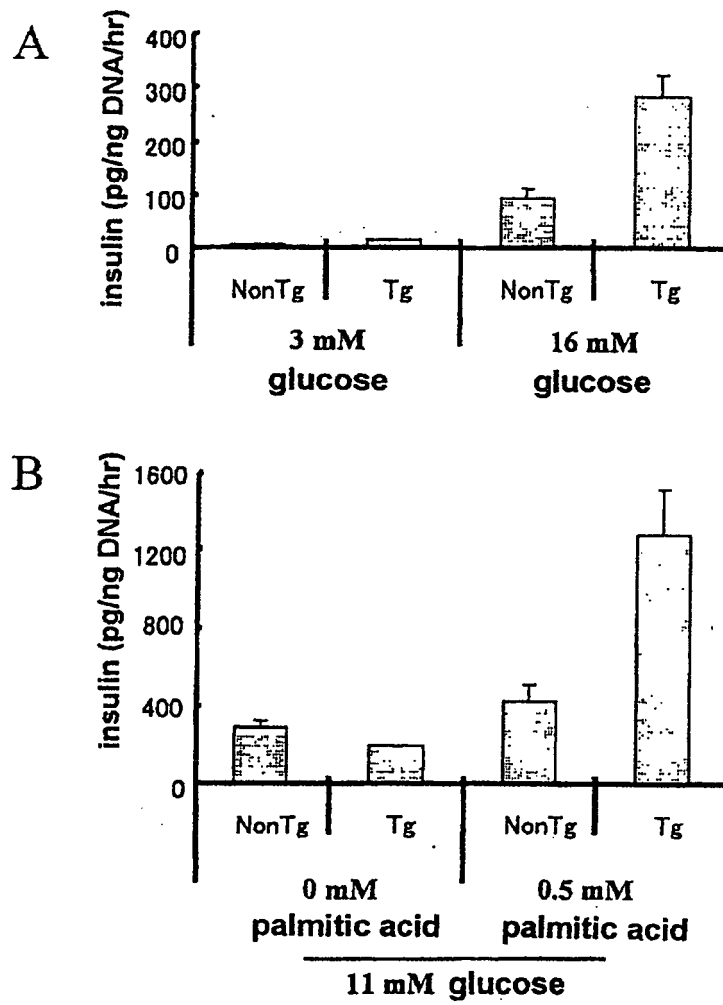 A
insulin (pg/ng DNA/hr)
400
300
200
100
0
NonTg Tg NonTg Tg
3 mM 16 mM
glucose glucose
B
insulin (pg/ng DNA/hr)
1600
1200
800
400
0
NonTg Tg NonTg Tg
0 mM 0.5 mM
palmitic acid palmitic acid
11 mM glucose